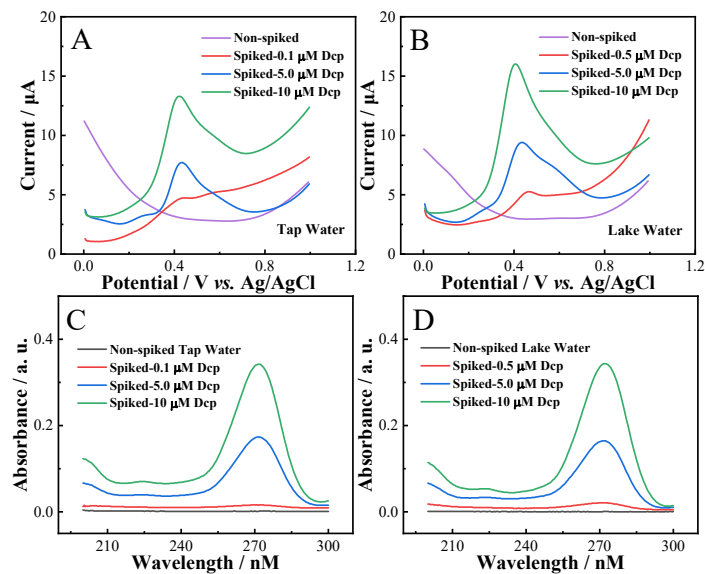 A
Non-spiked
Spiked-0.1 μM Dcp
Spiked-5.0 μM Dcp
Spiked-10 μM Dcp
20
15
10
5
0
Current / μA
0.0 0.4 0.8 1.2
Tap Water
Potential / V vs. Ag/AgCl
B
Non-spiked
Spiked-0.5 μM Dcp
Spiked-5.0 μM Dcp
Spiked-10 μM Dcp
20
15
10
5
0
Current / μA
0.0 0.4 0.8 1.2
Lake Water
Potential / V vs. Ag/AgCl
C
Non-spiked Tap Water
Spiked-0.1 μM Dcp
Spiked-5.0 μM Dcp
Spiked-10 μM Dcp
0.4
0.2
0.0
Absorbance / a. u.
210 240 270 300
Wavelength / nM
D
Non-spiked Lake Water
Spiked-0.5 μM Dcp
Spiked-5.0 μM Dcp
Spiked-10 μM Dcp
0.4
0.2
0.0
Absorbance / a. u.
210 240 270 300
Wavelength / nM